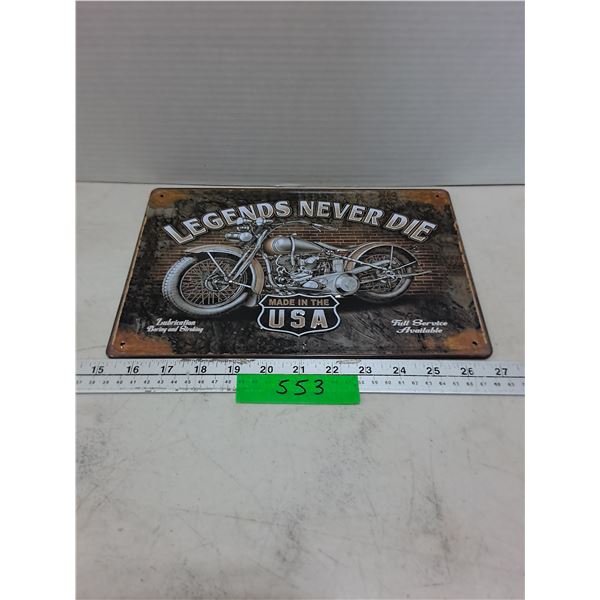 LEGENDS NEVER DIE
MADE IN THE
USA
Lubrication
Boring and Stroking
Full Service
Available
15 16 17 18 19 20 21 22 23 24 25 26 27
553